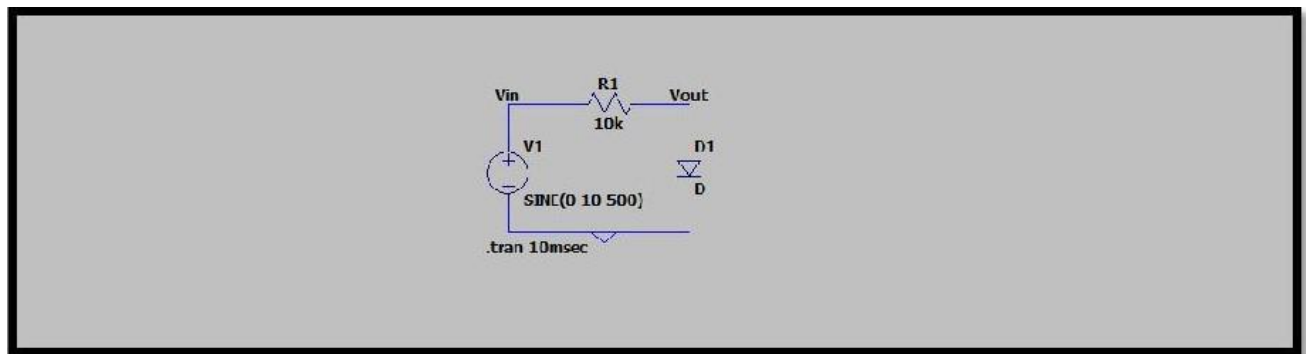 R1
Vin
Vout
10k
V1
D1
D
SINE(0 10 500)
.tran 10msec